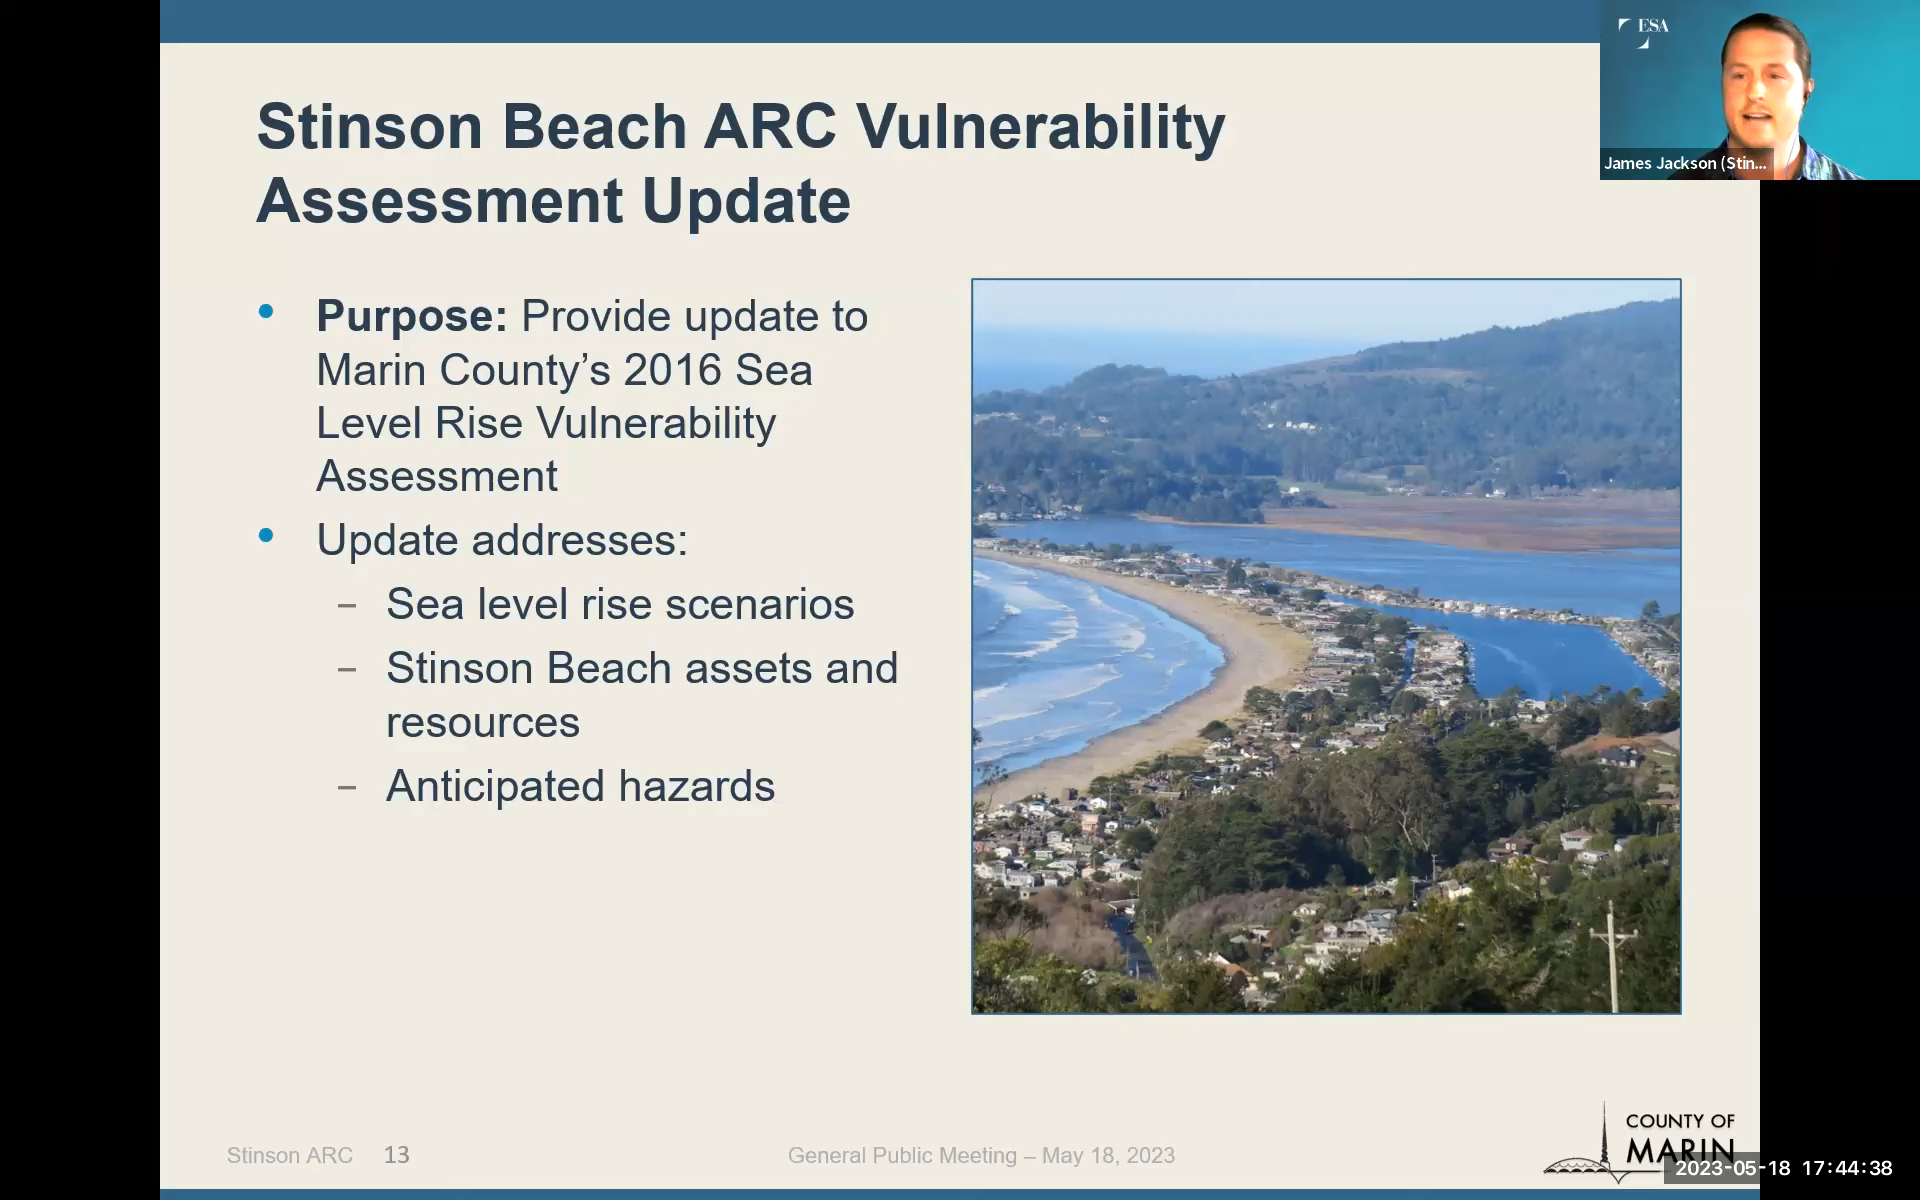 ESA
James Jackson (Stin...
Stinson Beach ARC Vulnerability
Assessment Update
• Purpose: Provide update to
Marin County’s 2016 Sea
Level Rise Vulnerability
Assessment
• Update addresses:
– Sea level rise scenarios
– Stinson Beach assets and
resources
– Anticipated hazards
Stinson ARC 13
General Public Meeting – May 18, 2023
COUNTY OF
MARIN
2023-05-18 17:44:38